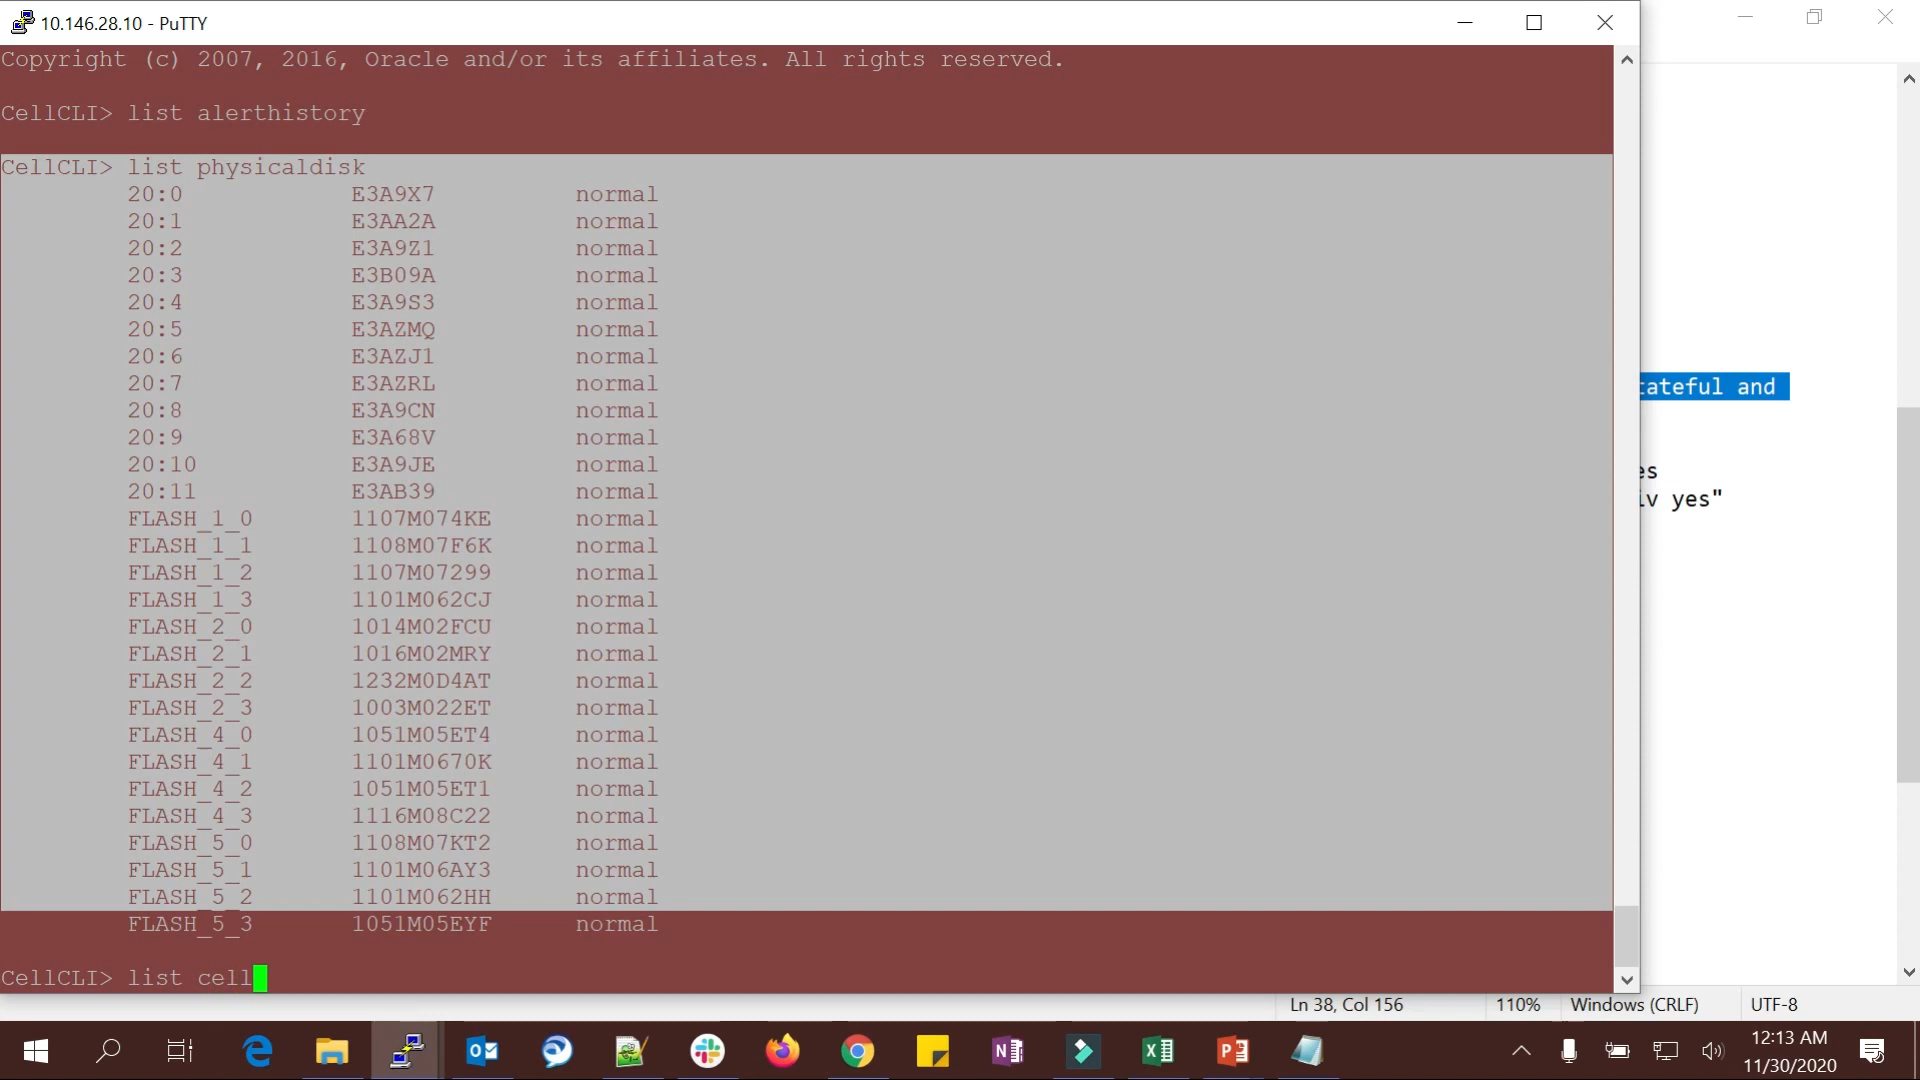 10.146.28.10 - PuTTY
Copyright (c) 2007, 2016, Oracle and/or its affiliates. All rights reserved.
CellCLI> list alerthistory
CellCLI> list physicaldisk
20:0 E3A9X7 normal
20:1 E3AA2A normal
20:2 E3A9Z1 normal
20:3 E3B09A normal
20:4 E3A9S3 normal
20:5 E3AZMQ normal
20:6 E3AZJ1 normal
20:7 E3AZRL normal
20:8 E3A9CN normal
20:9 E3A68V normal
20:10 E3A9JE normal
20:11 E3AB39 normal
FLASH_1_0 1107M074KE normal
FLASH_1_1 1108M07F6K normal
FLASH_1_2 1107M07299 normal
FLASH_1_3 1101M062CJ normal
FLASH_2_0 1014M02FCU normal
FLASH_2_1 1016M02MRY normal
FLASH_2_2 1232M0D4AT normal
FLASH_2_3 1003M022ET normal
FLASH_4_0 1051M05ET4 normal
FLASH_4_1 1101M0670K normal
FLASH_4_2 1051M05ET1 normal
FLASH_4_3 1116M08C22 normal
FLASH_5_0 1108M07KT2 normal
FLASH_5_1 1101M06AY3 normal
FLASH_5_2 1101M062HH normal
FLASH_5_3 1051M05EYF normal
CellCLI> list cell
tateful and
es
iv yes"
Ln 38, Col 156 110% Windows (CRLF) UTF-8
12:13 AM
11/30/2020